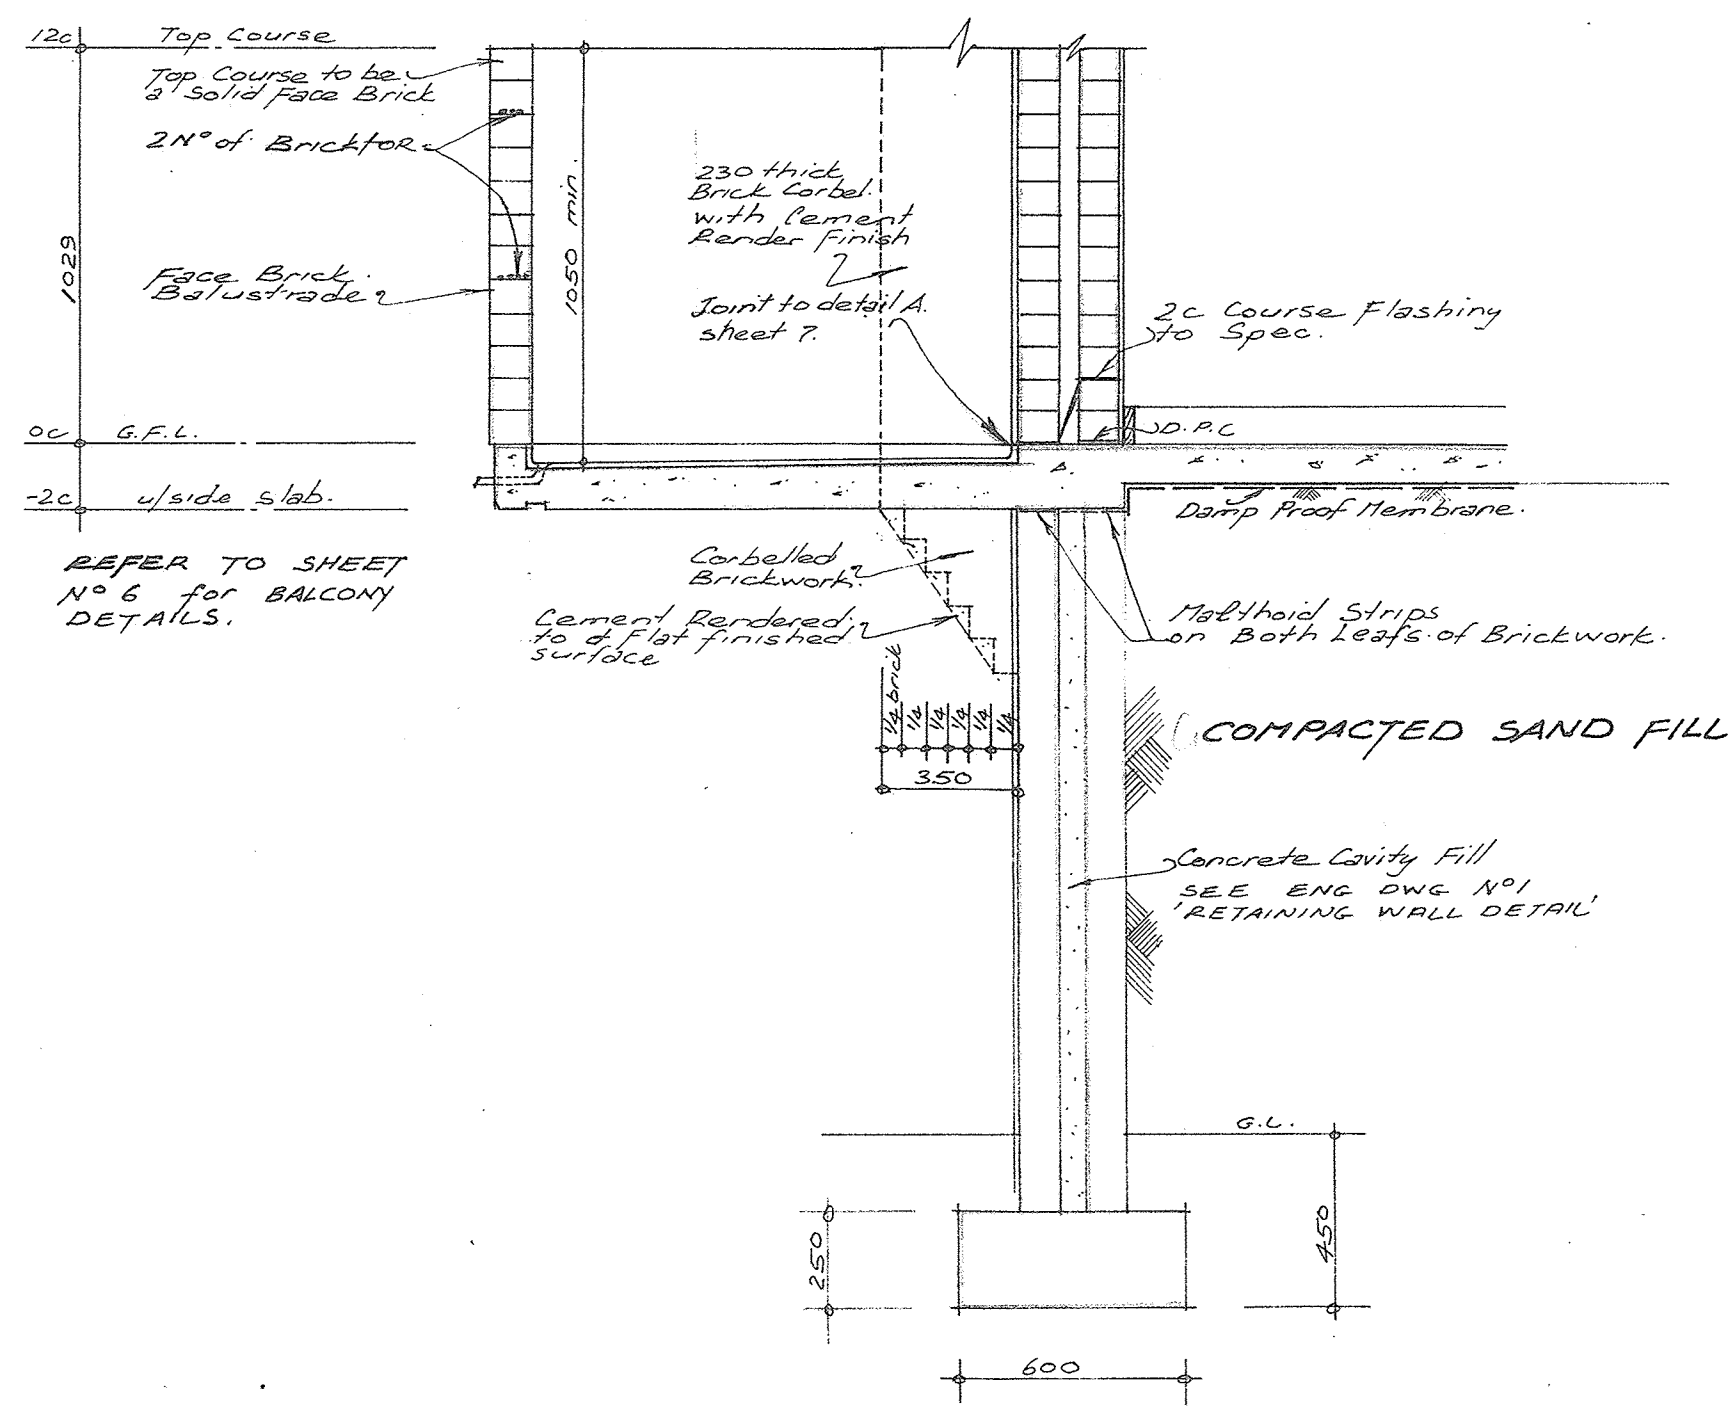 12c Top Course
Top Course to be
a Solid Face Brick
2 No of Bricktor
1029
1050 min.
Face Brick.
Balustrade
230 thick
Brick Corbel.
with Cement
Render Finish
Joint to detail A.
sheet 7.
2c Course Flashing
to Spec.
0c G.F.L.
D.P.C
-2c u/side slab.
Damp Proof Membrane.
REFER TO SHEET
No 6 for BALCONY
DETAILS.
Corbelled
Brickwork.
Cement Rendered
to a Flat finished
surface
Malthoid Strips
on Both Leafs of Brickwork.
1/4 brick
1/4
1/4
1/4
1/4
1/4
350
COMPACTED SAND FILL
Concrete Cavity Fill
SEE ENG DWG No 1
'RETAINING WALL DETAIL'
G.L.
250
450
600